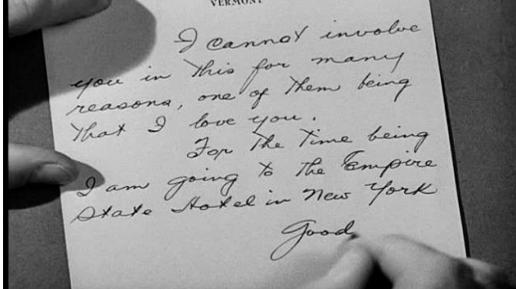 VERMONT
I cannot involve
you in this for many
reasons, one of them being
that I love you.
For the time being
I am going to the Empire
State Hotel in New York
Good